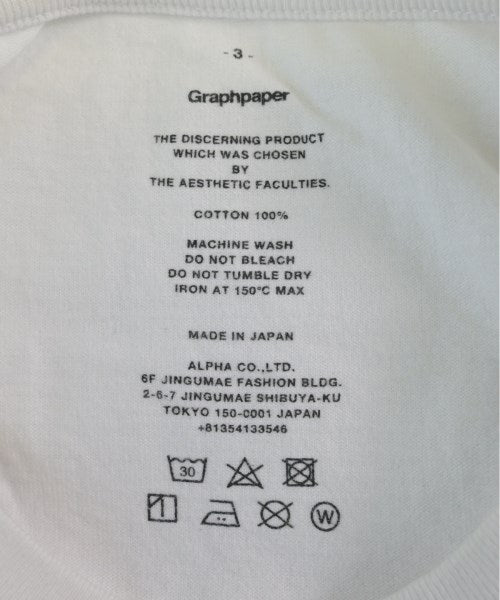 - 3 -
Graphpaper
THE DISCERNING PRODUCT
WHICH WAS CHOSEN
BY
THE AESTHETIC FACULTIES.
COTTON 100%
MACHINE WASH
DO NOT BLEACH
DO NOT TUMBLE DRY
IRON AT 150°C MAX
MADE IN JAPAN
ALPHA CO.,LTD.
6F JINGUMAE FASHION BLDG.
2-6-7 JINGUMAE SHIBUYA-KU
TOKYO 150-0001 JAPAN
+81354133546
30
W